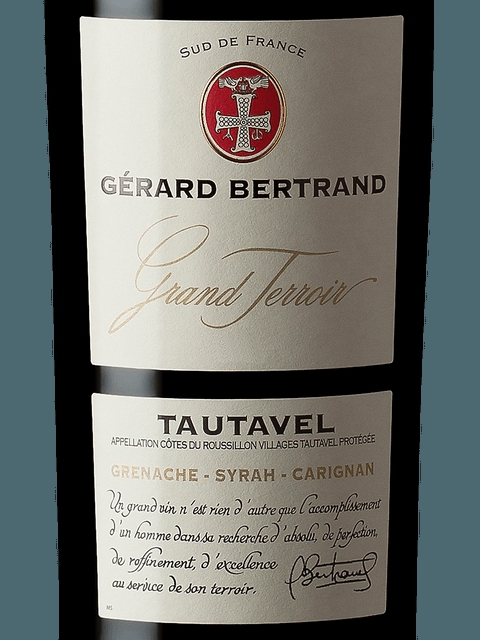 SUD DE FRANCE
GÉRARD BERTRAND
Grand Terroir
TAUTAVEL
APPELLATION CÔTES DU ROUSSILLON VILLAGES TAUTAVEL PROTÉGÉE
GRENACHE - SYRAH - CARIGNAN
Un grand vin n'est rien d'autre que l'accomplissement
d'un homme dans sa recherche d'absolu, de perfection,
de raffinement, d'excellence
au service de son terroir.
GBertrand